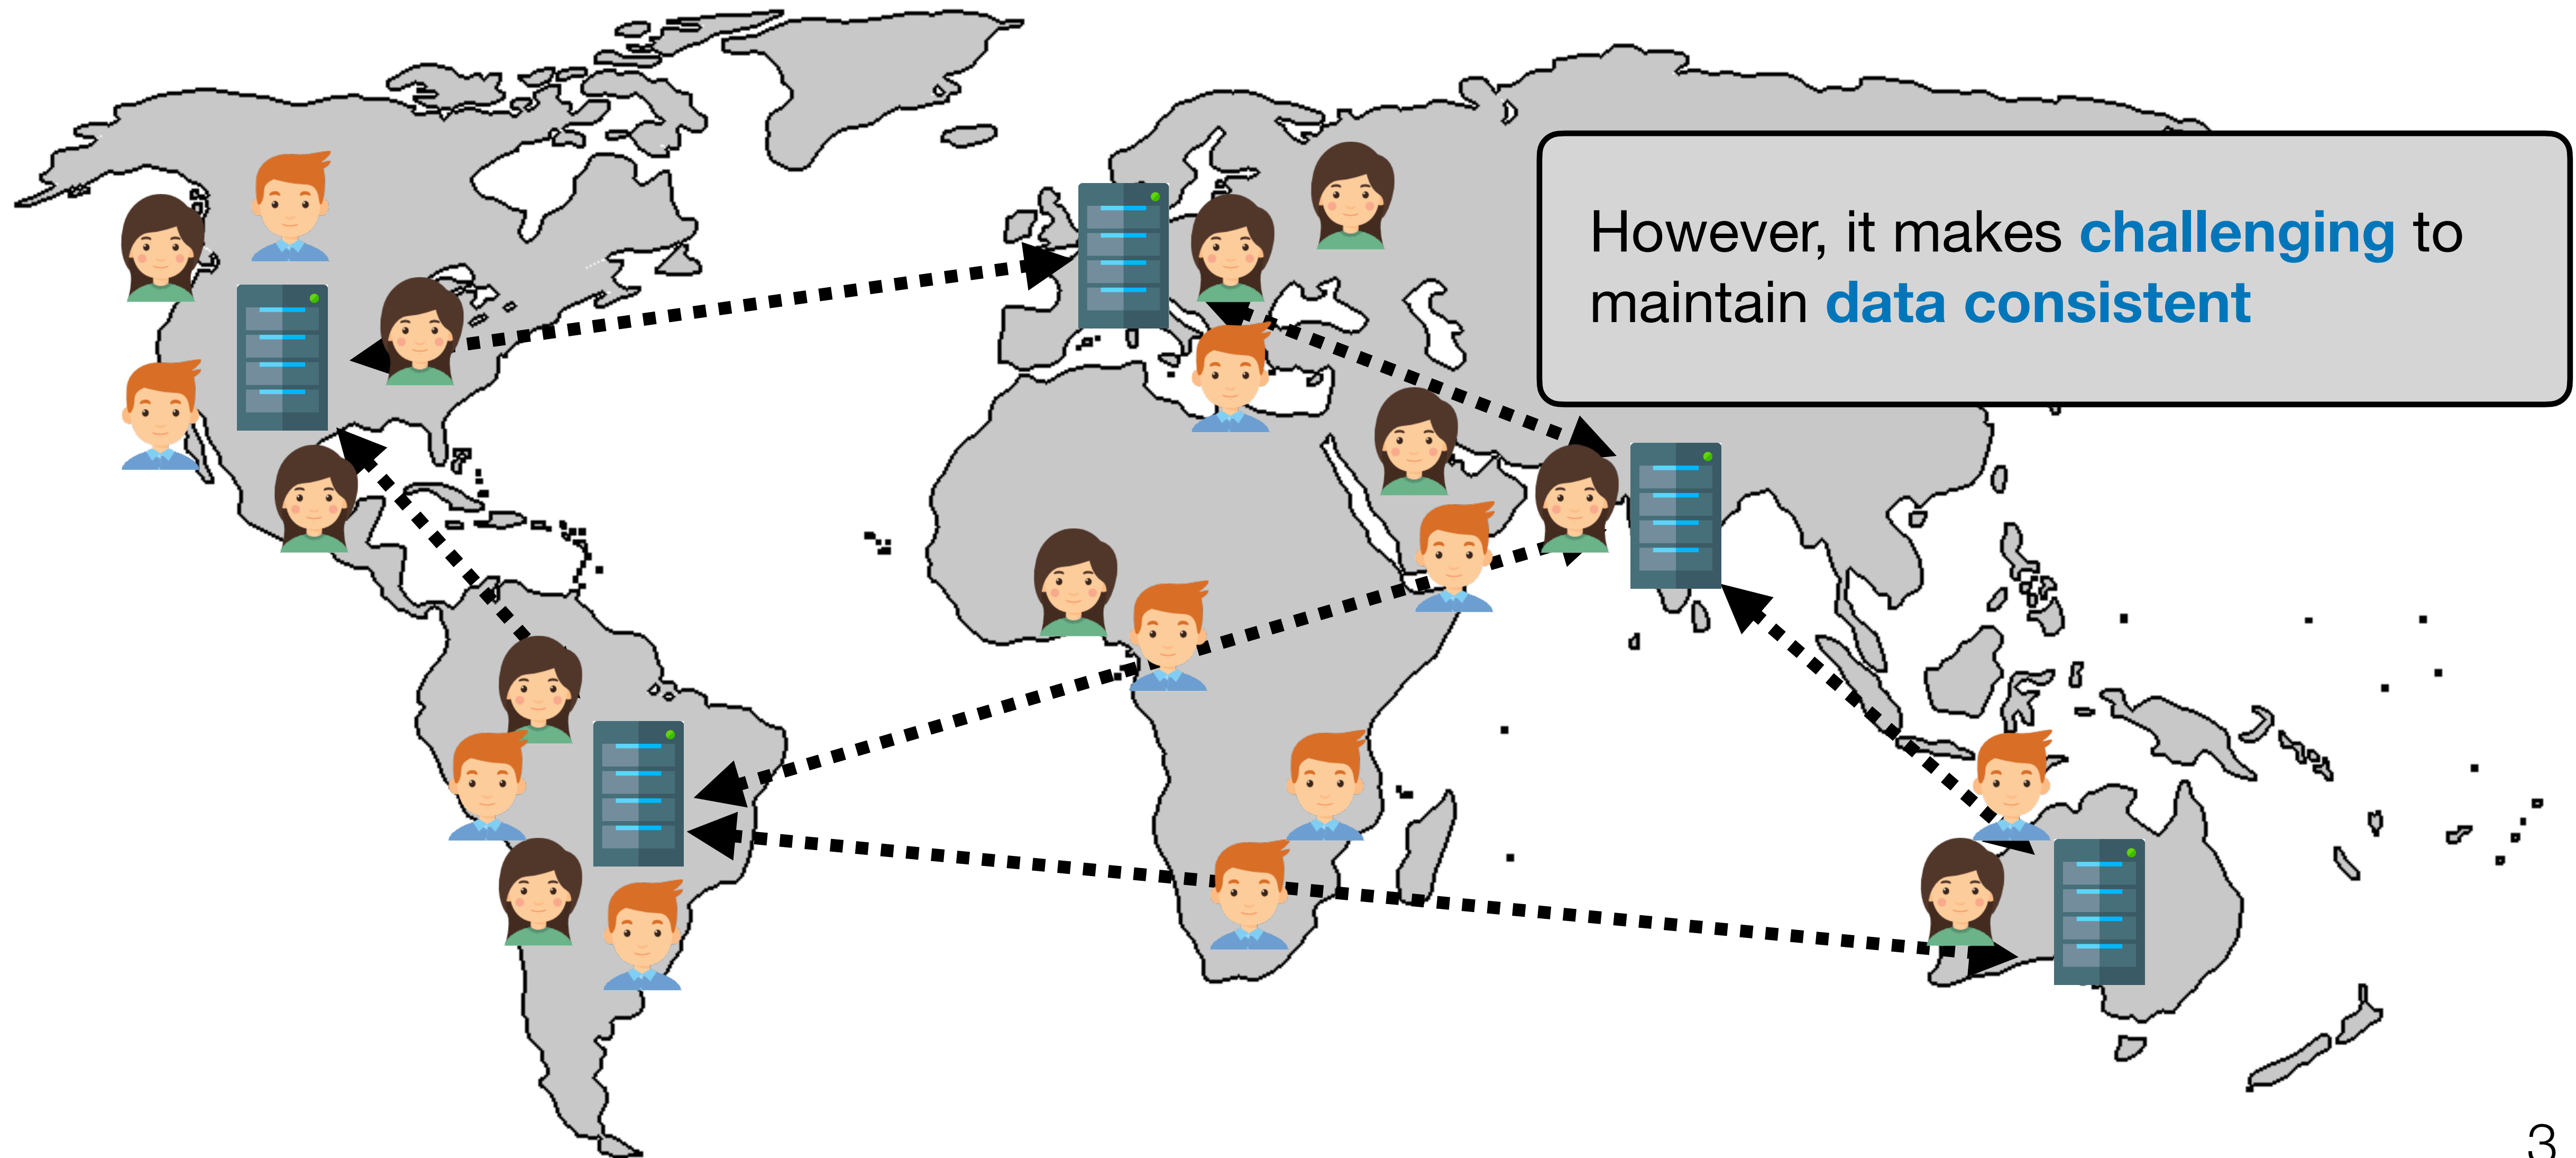 However, it makes challenging to
maintain data consistent
3